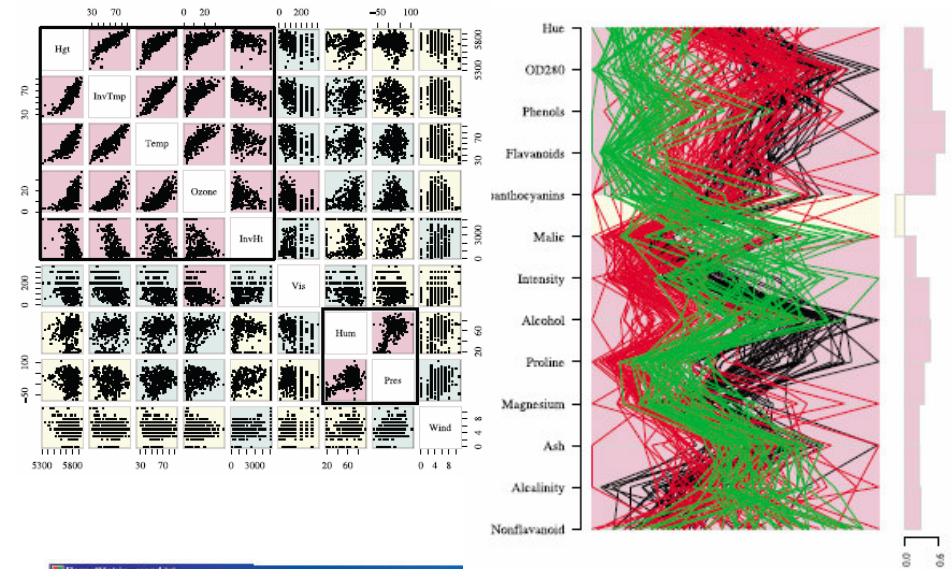 30 70
0 20
0 200
−50 100
Hgt
5300 5800
30 70
InvTmp
Temp
30 70
0 20
Ozone
InvHt
0 3000
0 200
Vis
Hum
20 60
−50 100
Pres
Wind
0 4 8
5300 5800
30 70
0 3000
20 60
0 4 8
Hue
OD280
Phenols
Flavanoids
anthocyanins
Malic
Intensity
Alcohol
Proline
Magnesium
Ash
Alcalinity
Nonflavanoid
0.0
0.6